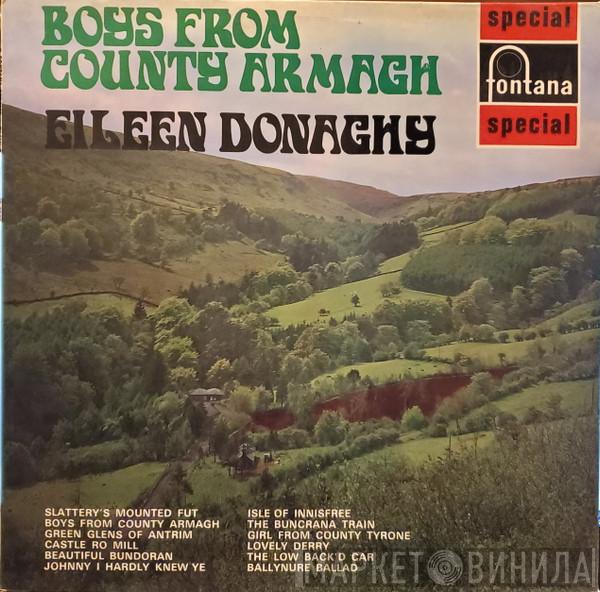 BOYS FROM
COUNTY ARMAGH
EILEEN DONAGHY
special
fontana
special
SLATTERY'S MOUNTED FUT
BOYS FROM COUNTY ARMAGH
GREEN GLENS OF ANTRIM
CASTLE RO MILL
BEAUTIFUL BUNDORAN
JOHNNY I HARDLY KNEW YE
ISLE OF INNISFREE
THE BUNCRANA TRAIN
GIRL FROM COUNTY TYRONE
LOVELY DERRY
THE LOW BACK'D CAR
BALLYNURE BALLAD
МАРКЕТ ВИНИЛА